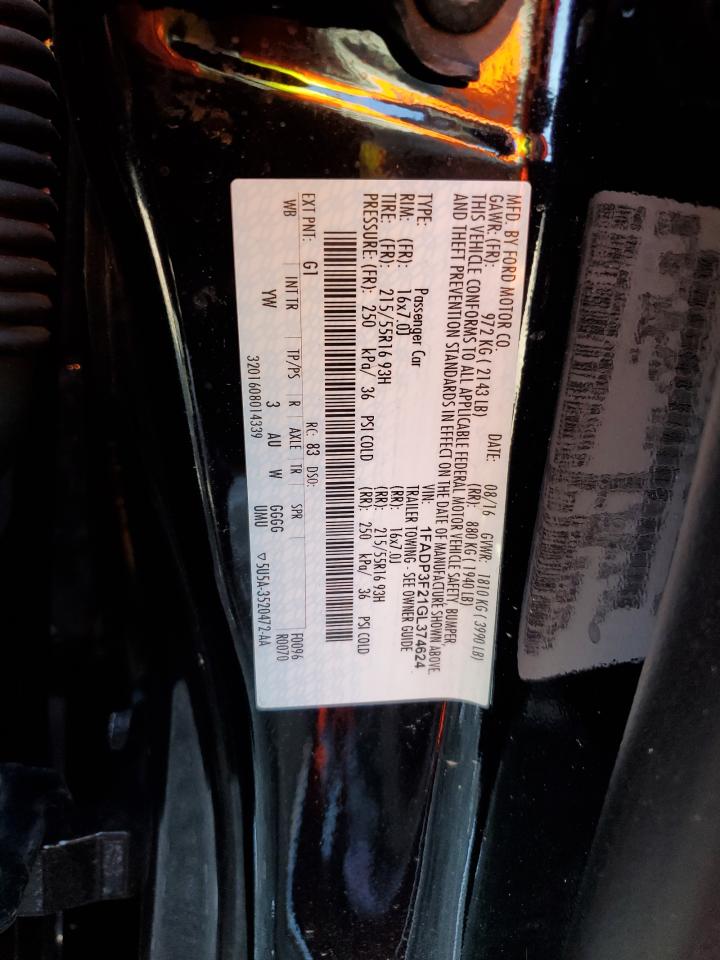 MFD. BY FORD MOTOR CO.
DATE: 08/16 GVWR: 1810 KG ( 3990 LB)
GAWR: (FR): 972 KG ( 2143 LB) (RR): 880 KG ( 1940 LB)
THIS VEHICLE CONFORMS TO ALL APPLICABLE FEDERAL MOTOR VEHICLE SAFETY, BUMPER,
AND THEFT PREVENTION STANDARDS IN EFFECT ON THE DATE OF MANUFACTURE SHOWN ABOVE.
VIN: 1FADP3F21GL374624
TYPE: Passenger Car TRAILER TOWING - SEE OWNER GUIDE
RIM: (FR): 16x7.0J (RR): 16x7.0J
TIRE: (FR): 215/55R16 93H (RR): 215/55R16 93H
PRESSURE: (FR): 250 kPa/ 36 PSI COLD (RR): 250 kPa/ 36 PSI COLD
EXT PNT: G1 RC: 83 DSO: F0096
R0070
WB INT TR TP/PS R AXLE TR SPR
YW 3 AU W GGGG
UMU
3201608014339 ▽5U5A-3520472-AA